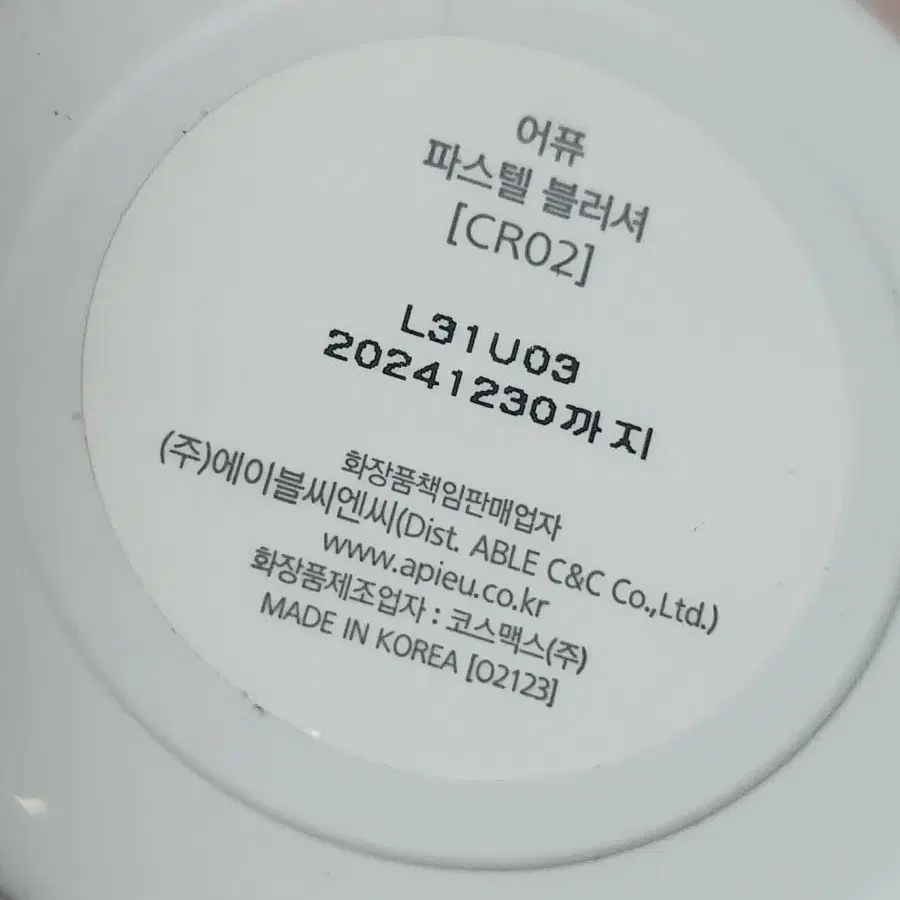 어퓨
파스텔 블러셔
[CR02]
L31U03
20241230까지
화장품책임판매업자
(주)에이블씨엔씨(Dist. ABLE C&C Co.,Ltd.)
www.apieu.co.kr
화장품제조업자 : 코스맥스(주)
MADE IN KOREA [O2123]